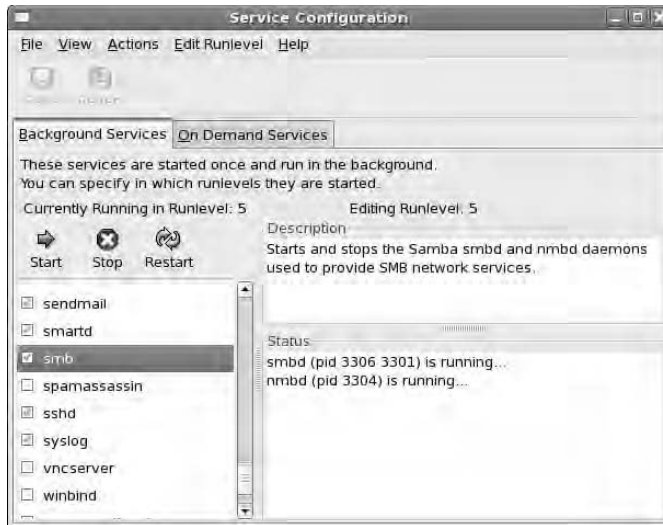 Service Configuration
File View Actions Edit Runlevel Help
Background Services On Demand Services
These services are started once and run in the background.
You can specify in which runlevels they are started.
Currently Running in Runlevel: 5 Editing Runlevel: 5
Start Stop Restart
Description
Starts and stops the Samba smbd and nmbd daemons
used to provide SMB network services.
sendmail
smartd
smb
spamassassin
sshd
syslog
vncserver
winbind
Status
smbd (pid 3306 3301) is running...
nmbd (pid 3304) is running...